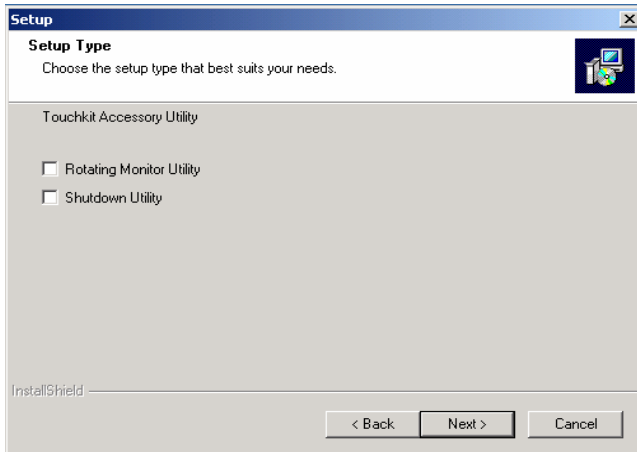 Setup
Setup Type
Choose the setup type that best suits your needs.
Touchkit Accessory Utility
Rotating Monitor Utility
Shutdown Utility
InstallShield
< Back
Next >
Cancel